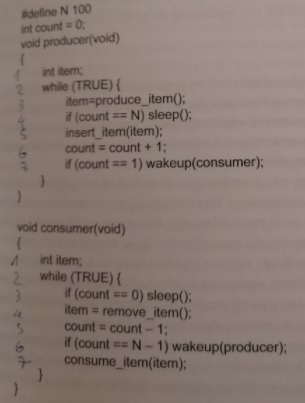 #define N 100
int count = 0;
void producer(void)
{
1 int item;
2 while (TRUE) {
3 item=produce_item();
4 if (count == N) sleep();
5 insert_item(item);
6 count = count + 1;
7 if (count == 1) wakeup(consumer);
}
}
void consumer(void)
{
1 int item;
2 while (TRUE) {
3 if (count == 0) sleep();
4 item = remove_item();
5 count = count – 1;
6 if (count == N – 1) wakeup(producer);
7 consume_item(item);
}
}